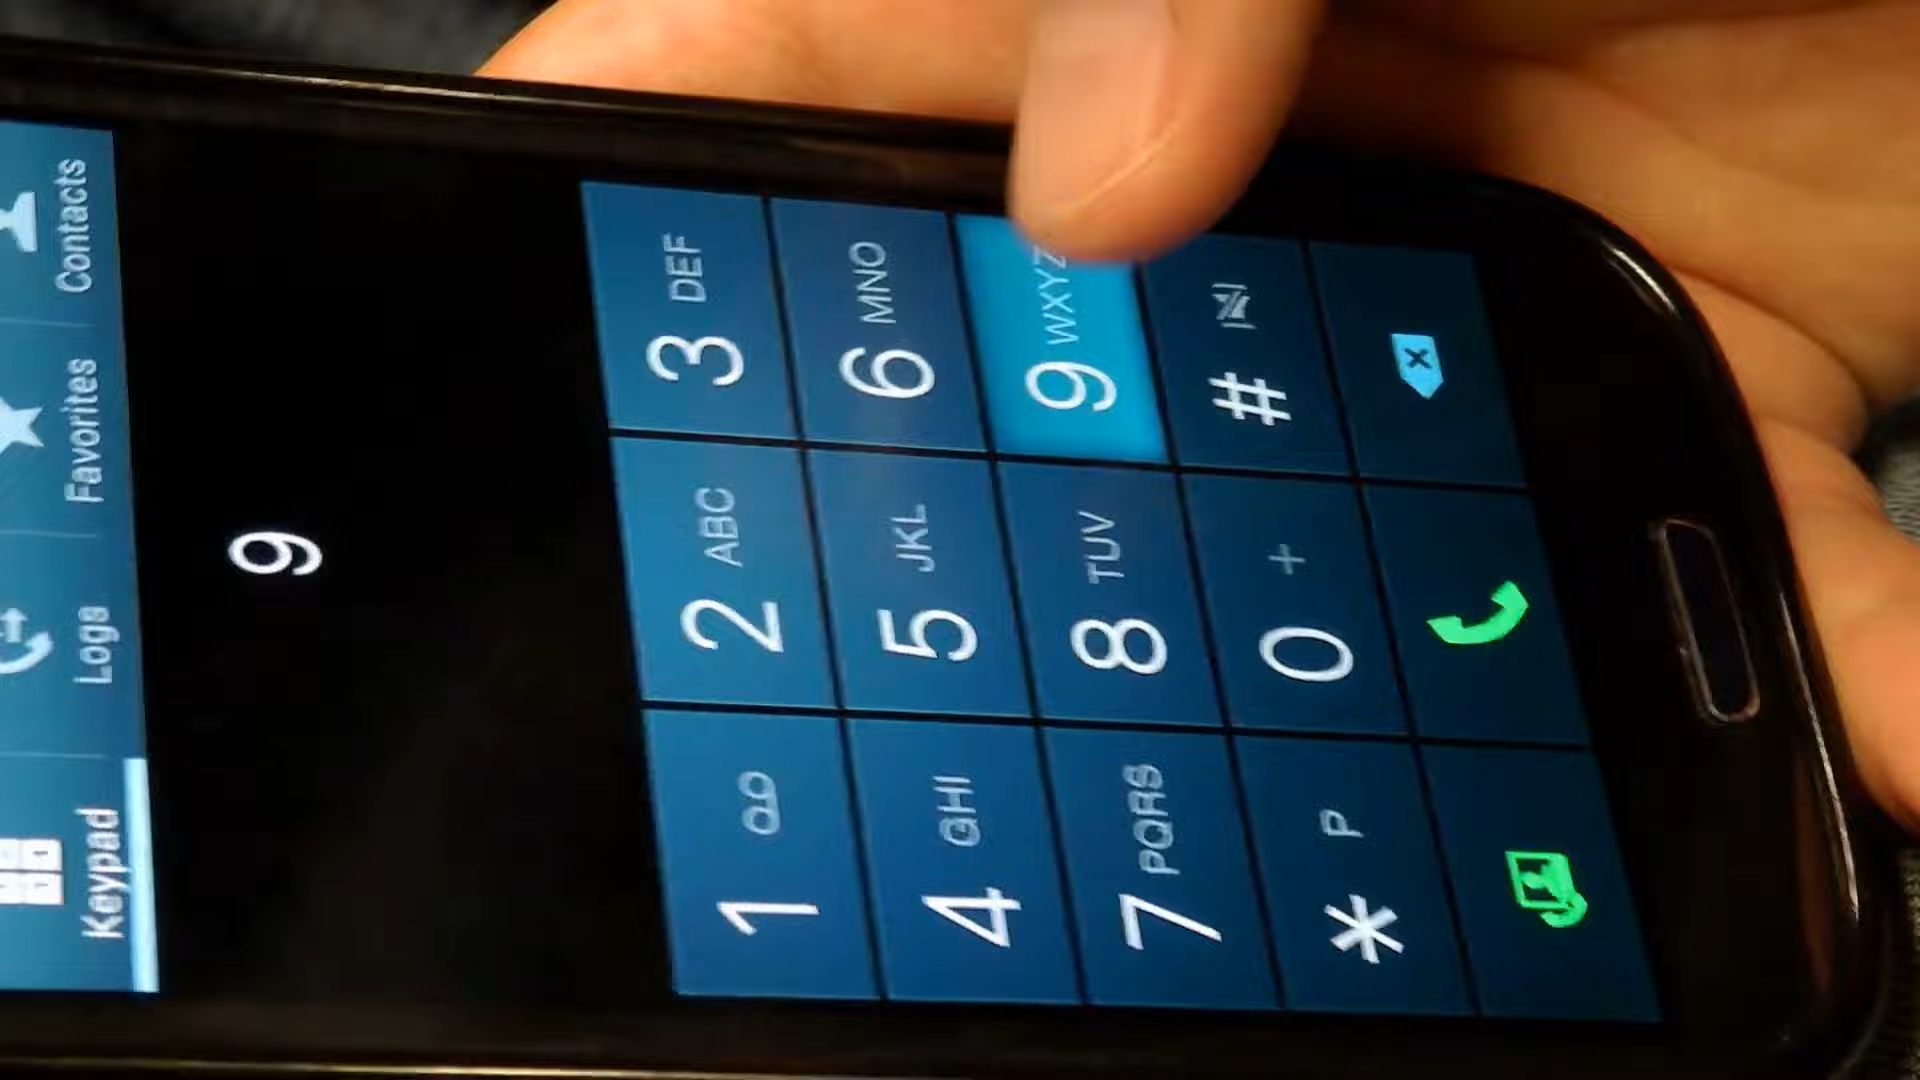 Keypad Logs Favorites Contacts
9
1 2 ABC 3 DEF
4 GHI 5 JKL 6 MNO
7 PQRS 8 TUV 9 WXYZ
* P 0 + #